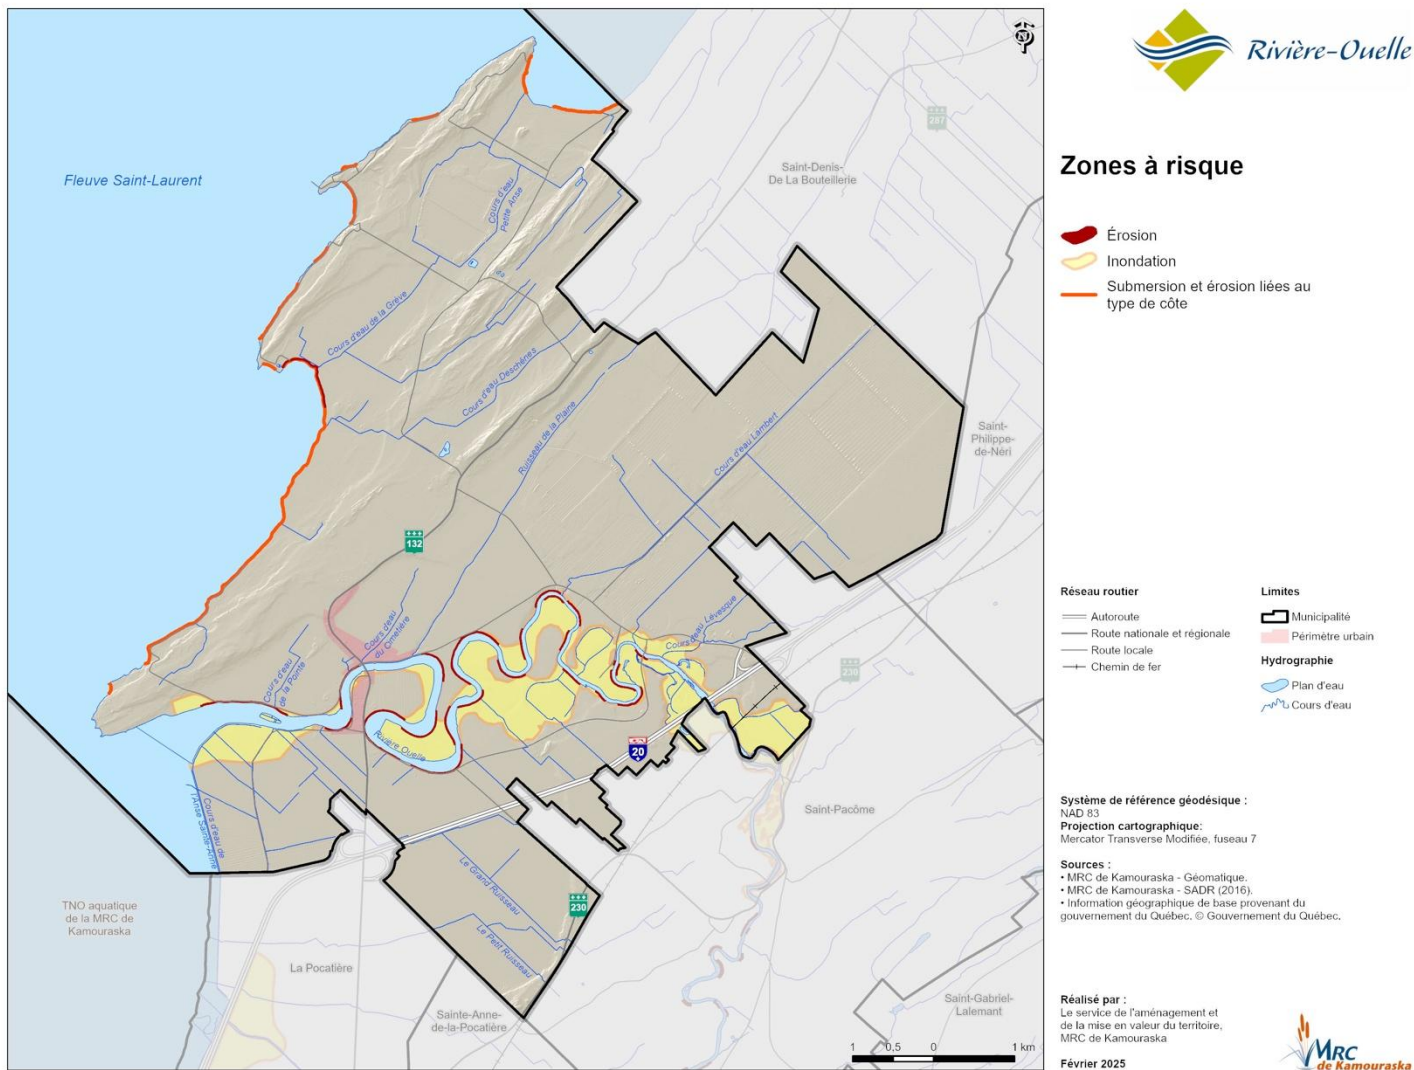 Rivière-Ouelle
Zones à risque
Érosion
Inondation
Submersion et érosion liées au
type de côte
Réseau routier
Autoroute
Route nationale et régionale
Route locale
Chemin de fer
Limites
Municipalité
Périmètre urbain
Hydrographie
Plan d'eau
Cours d'eau
Système de référence géodésique :
NAD 83
Projection cartographique:
Mercator Transverse Modifiée, fuseau 7
Sources :
• MRC de Kamouraska - Géomatique.
• MRC de Kamouraska - SADR (2016).
• Information géographique de base provenant du
gouvernement du Québec. © Gouvernement du Québec.
Réalisé par :
Le service de l'aménagement et
de la mise en valeur du territoire,
MRC de Kamouraska
Février 2025
MRC
de Kamouraska
N
287
Fleuve Saint-Laurent
Saint-Denis-
De La Bouteillerie
Cours d'eau
Petite Anse
Cours d'eau de la Grève
Cours d'eau Deschênes
Ruisseau de la Plaine
Cours d'eau Lambert
Saint-
Philippe-
de-Néri
132
Cours d'eau
du Cimetière
Cours d'eau Lévesque
Cours d'eau
de la Pointe
230
Rivière Ouelle
20
Cours d'eau de
l'Anse Sainte-Anne
Saint-Pacôme
Le Grand Ruisseau
230
Le Petit Ruisseau
TNO aquatique
de la MRC de
Kamouraska
La Pocatière
Sainte-Anne-
de-la-Pocatière
Saint-Gabriel-
Lalemant
1 0,5 0 1 km